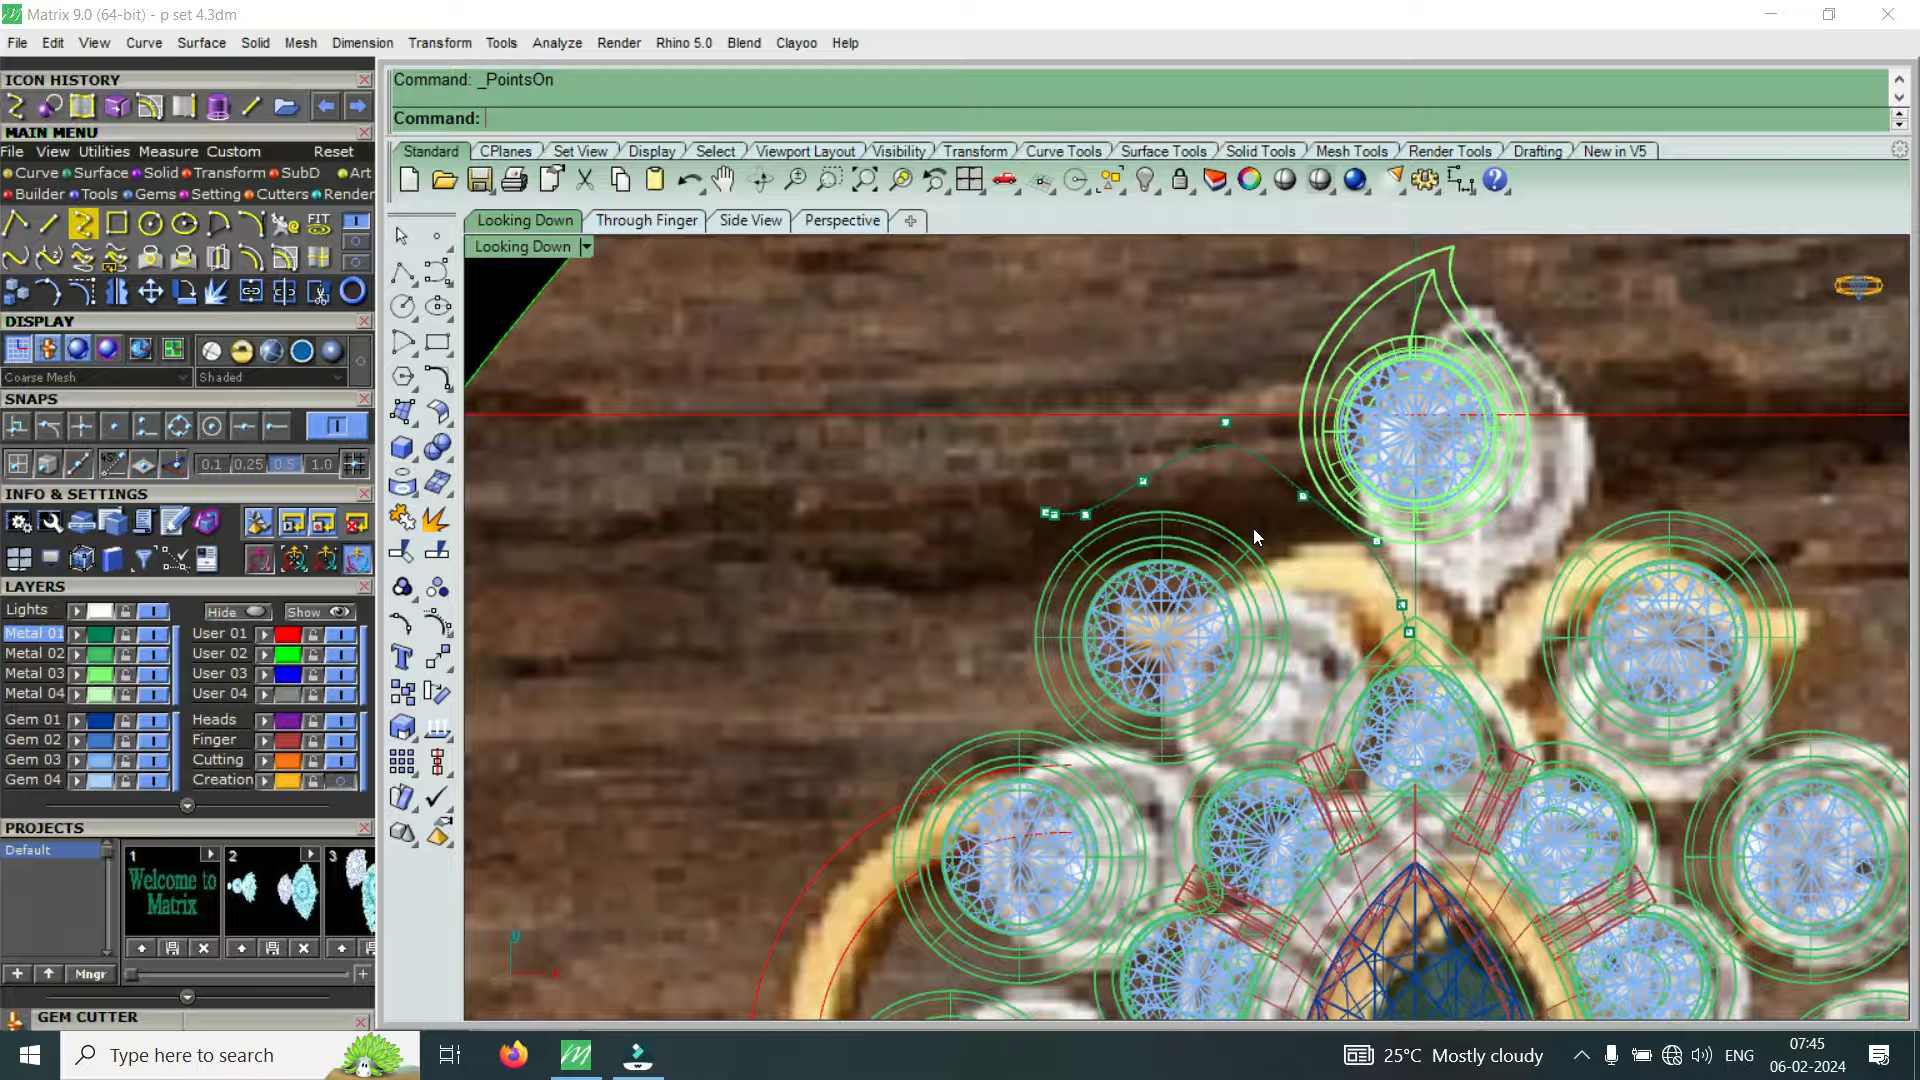 Matrix 9.0 (64-bit) - p set 4.3dm
File Edit View Curve Surface Solid Mesh Dimension Transform Tools Analyze Render Rhino 5.0 Blend Clayoo Help
ICON HISTORY
MAIN MENU
File View Utilities Measure Custom Reset
Curve Surface Solid Transform SubD Art
Builder Tools Gems Setting Cutters Render
FIT
DISPLAY
Coarse Mesh Shaded
SNAPS
0.1 0.25 0.5 1.0
INFO & SETTINGS
LAYERS
Lights Hide Show
Metal 01 User 01
Metal 02 User 02
Metal 03 User 03
Metal 04 User 04
Gem 01 Heads
Gem 02 Finger
Gem 03 Cutting
Gem 04 Creation
PROJECTS
Default
1 2 3
Welcome to
Matrix
Mngr
GEM CUTTER
Command: _PointsOn
Command:
Standard CPlanes Set View Display Select Viewport Layout Visibility Transform Curve Tools Surface Tools Solid Tools Mesh Tools Render Tools Drafting New in V5
Looking Down Through Finger Side View Perspective
Looking Down
y
x
Type here to search
25°C Mostly cloudy
ENG
07:45
06-02-2024